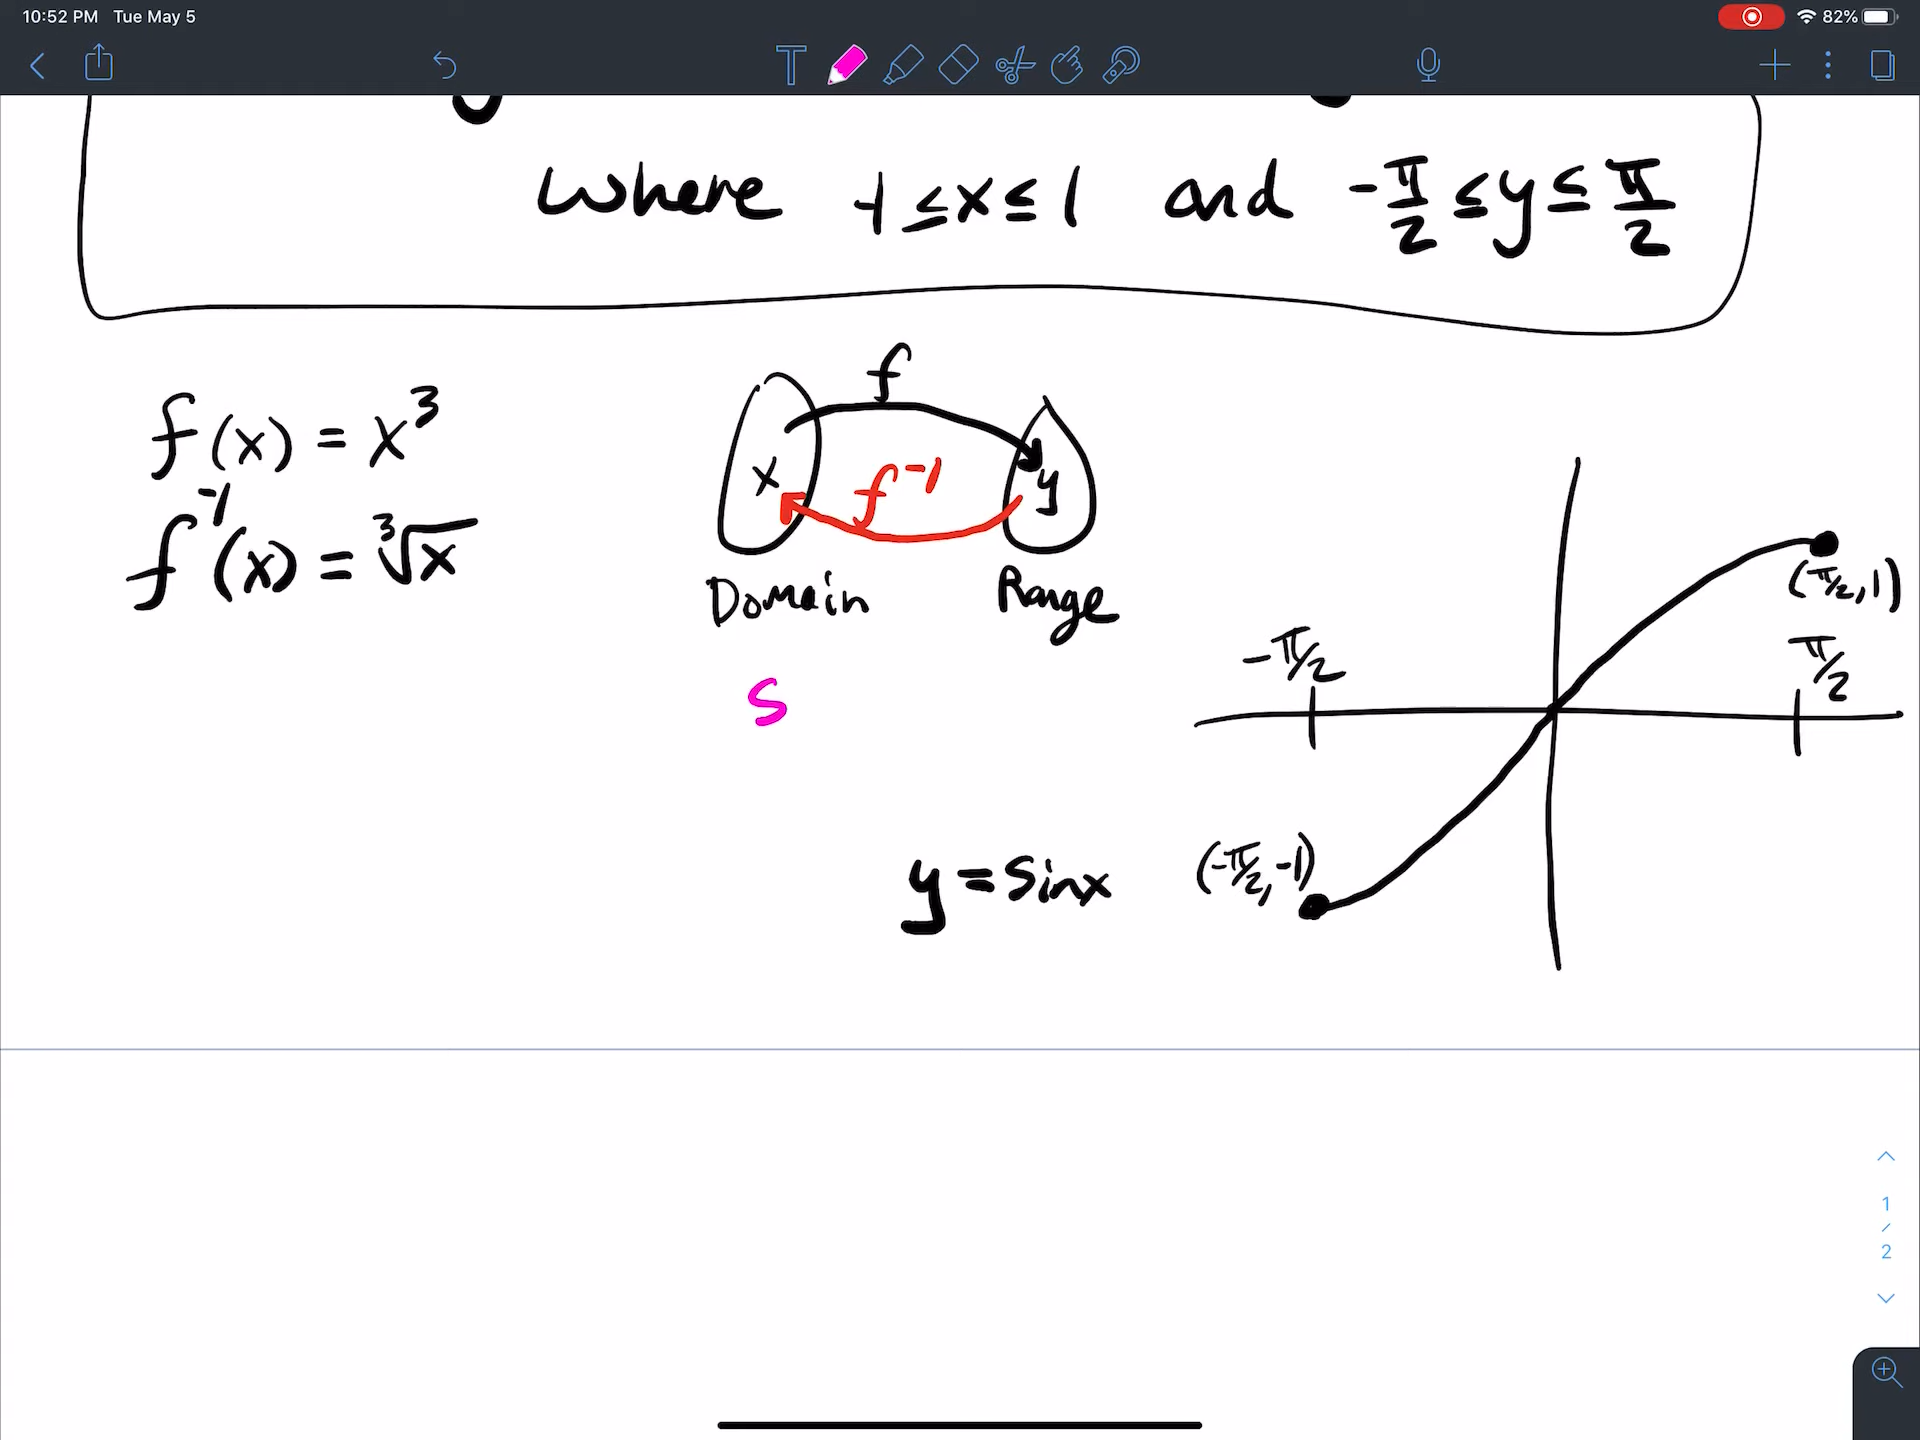 10:52 PM Tue May 5
82%
where -1 ≤ x ≤ 1 and -π/2 ≤ y ≤ π/2
f(x) = x³
f⁻¹(x) = ³√x
f
x
f⁻¹
y
Domain
Range
S
(π/2, 1)
-π/2
π/2
y = sinx
(-π/2, -1)
1
/
2